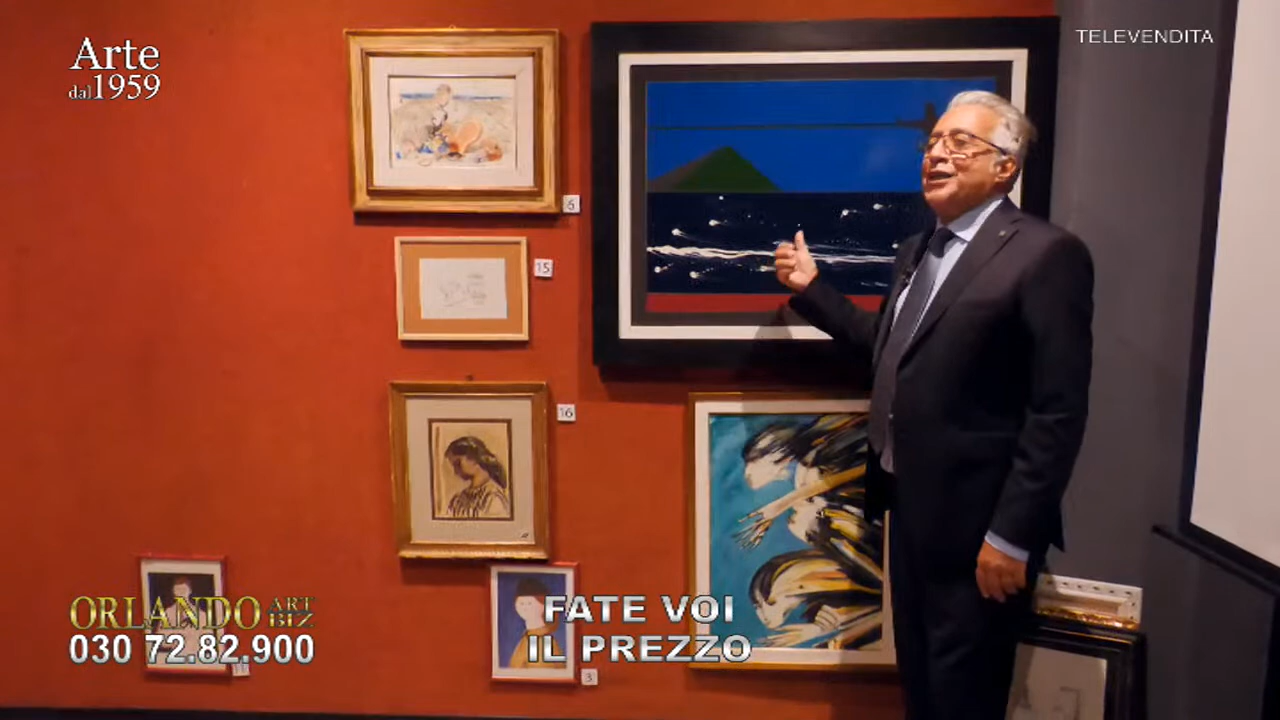 Arte
dal 1959
TELEVENDITA
6
15
16
ORLANDO ART BIZ
030 72.82.900
FATE VOI
IL PREZZO
3